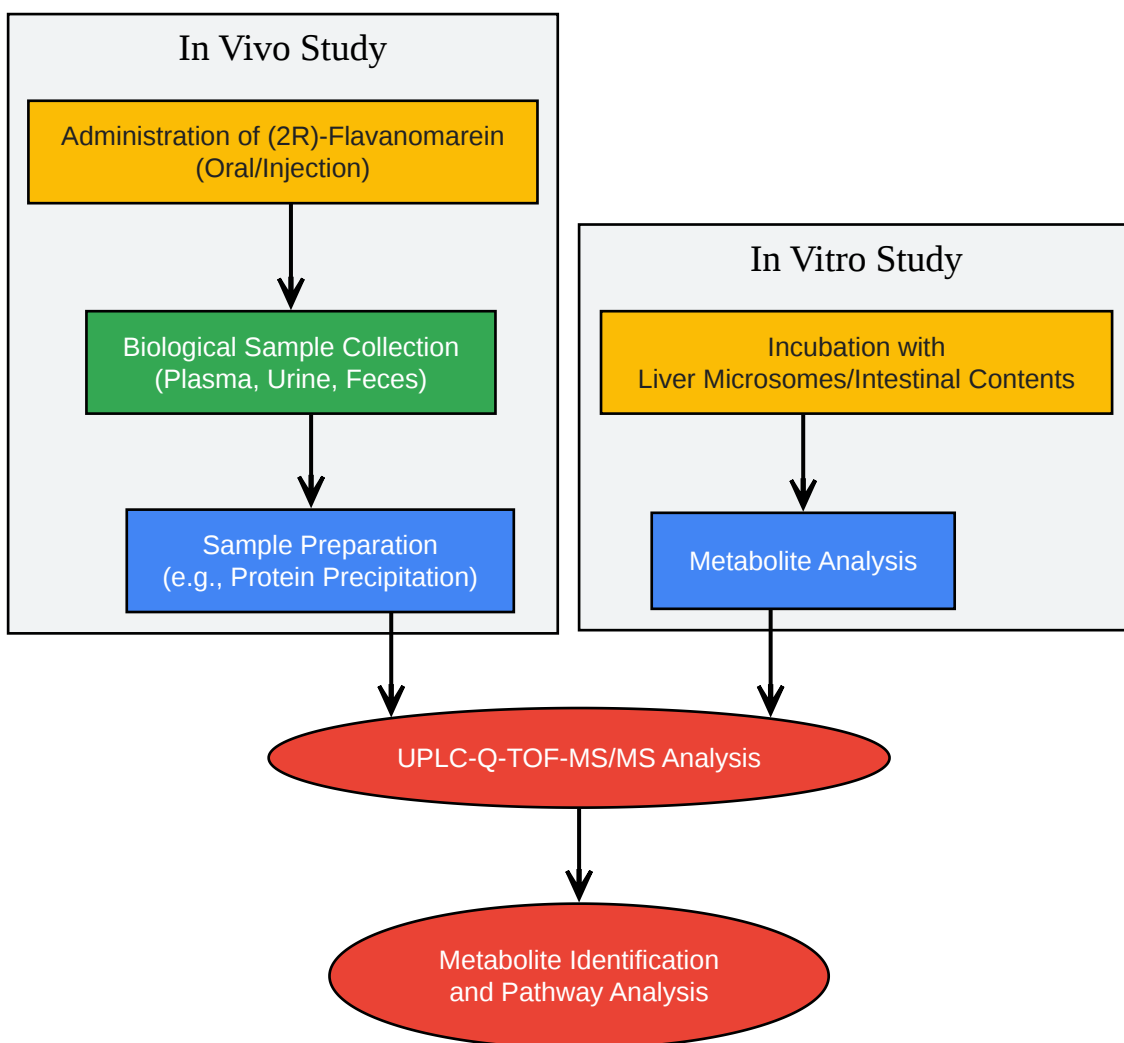 In Vivo Study
Administration of (2R)-Flavanomarein
(Oral/Injection)
Biological Sample Collection
(Plasma, Urine, Feces)
Sample Preparation
(e.g., Protein Precipitation)
In Vitro Study
Incubation with
Liver Microsomes/Intestinal Contents
Metabolite Analysis
UPLC-Q-TOF-MS/MS Analysis
Metabolite Identification
and Pathway Analysis